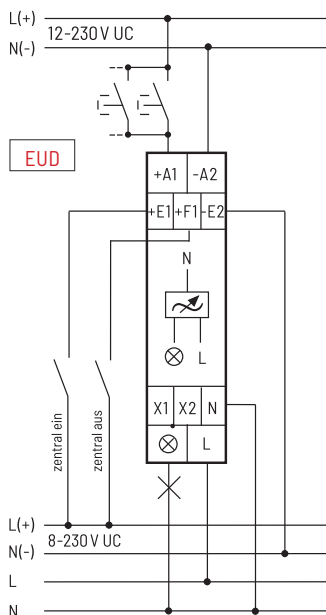 L(+)
12-230 V UC
N(-)
EUD
+A1 -A2
+E1 +F1 -E2
N
L
zentral ein
zentral aus
X1 X2 N
L
L(+)
8-230 V UC
N(-)
L
N